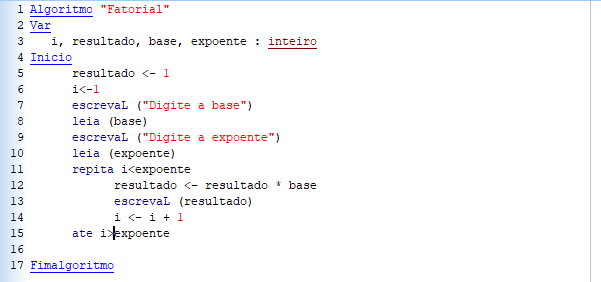 1 Algoritmo "Fatorial"
2 Var
3 i, resultado, base, expoente : inteiro
4 Inicio
5 resultado <- 1
6 i<-1
7 escrevaL ("Digite a base")
8 leia (base)
9 escrevaL ("Digite a expoente")
10 leia (expoente)
11 repita i<expoente
12 resultado <- resultado * base
13 escrevaL (resultado)
14 i <- i + 1
15 ate i>expoente
16
17 Fimalgoritmo